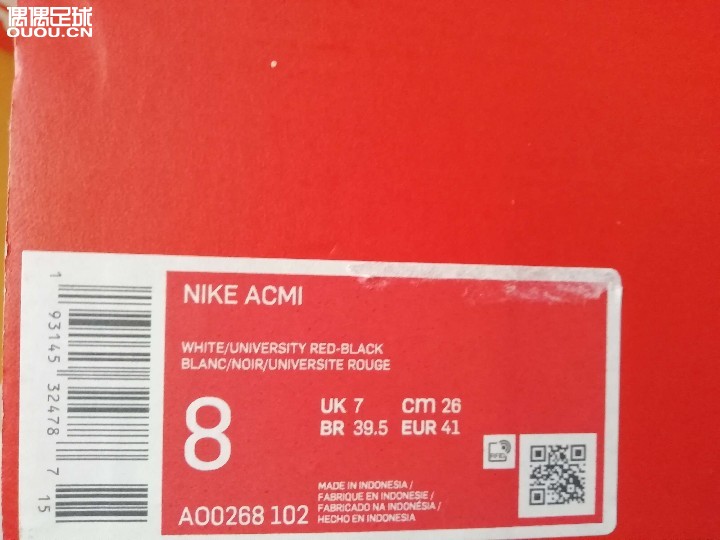 偶偶足球
OUOU.CN
NIKE ACMI
WHITE/UNIVERSITY RED-BLACK
BLANC/NOIR/UNIVERSITE ROUGE
8
UK 7 cm 26
BR 39.5 EUR 41
RFID
MADE IN INDONESIA /
FABRIQUE EN INDONESIE /
FABRICADO NA INDONÉSIA /
HECHO EN INDONESIA
AO0268 102
1 93145 32478 7 15